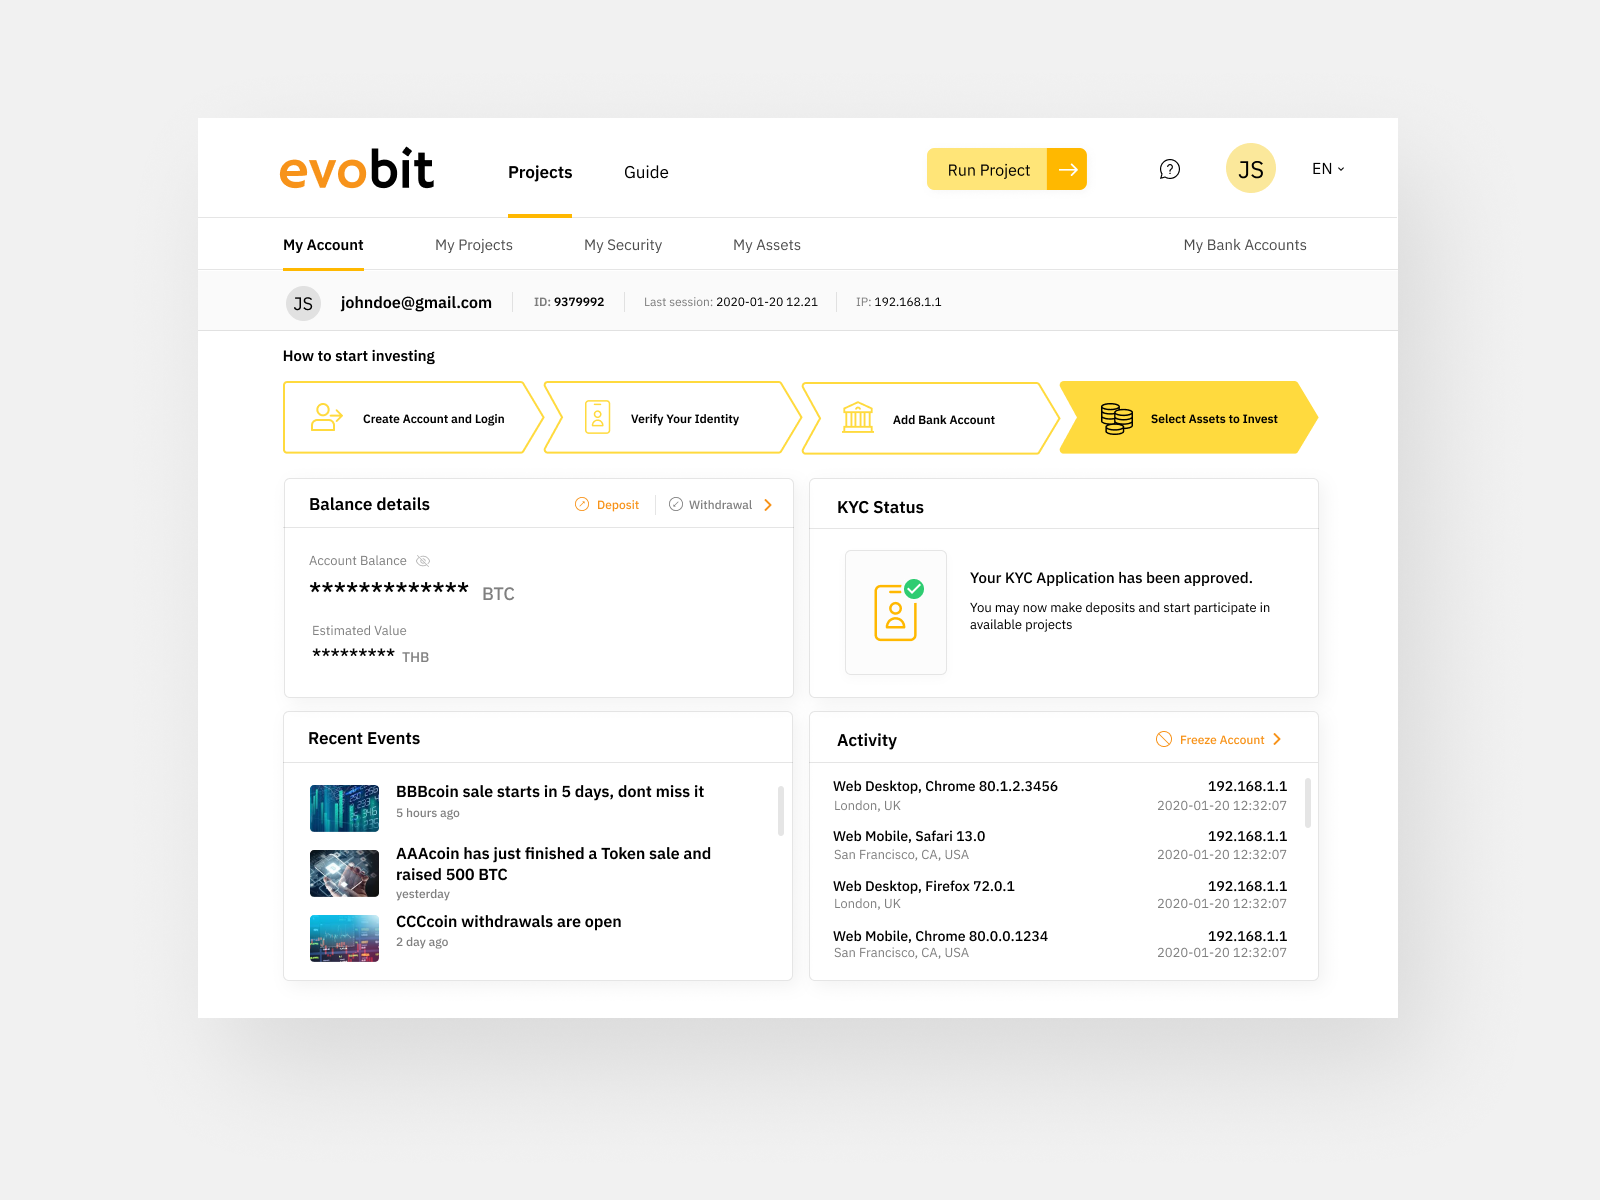 evobit
Projects
Guide
Run Project
JS
EN
My Account
My Projects
My Security
My Assets
My Bank Accounts
JS
johndoe@gmail.com
ID: 9379992
Last session: 2020-01-20 12.21
IP: 192.168.1.1
How to start investing
Create Account and Login
Verify Your Identity
Add Bank Account
Select Assets to Invest
Balance details
Deposit
Withdrawal
Account Balance
************* BTC
Estimated Value
********* THB
KYC Status
Your KYC Application has been approved.
You may now make deposits and start participate in
available projects
Recent Events
BBBcoin sale starts in 5 days, dont miss it
5 hours ago
AAAcoin has just finished a Token sale and
raised 500 BTC
yesterday
CCCcoin withdrawals are open
2 day ago
Activity
Freeze Account
Web Desktop, Chrome 80.1.2.3456
192.168.1.1
London, UK
2020-01-20 12:32:07
Web Mobile, Safari 13.0
192.168.1.1
San Francisco, CA, USA
2020-01-20 12:32:07
Web Desktop, Firefox 72.0.1
192.168.1.1
London, UK
2020-01-20 12:32:07
Web Mobile, Chrome 80.0.0.1234
192.168.1.1
San Francisco, CA, USA
2020-01-20 12:32:07